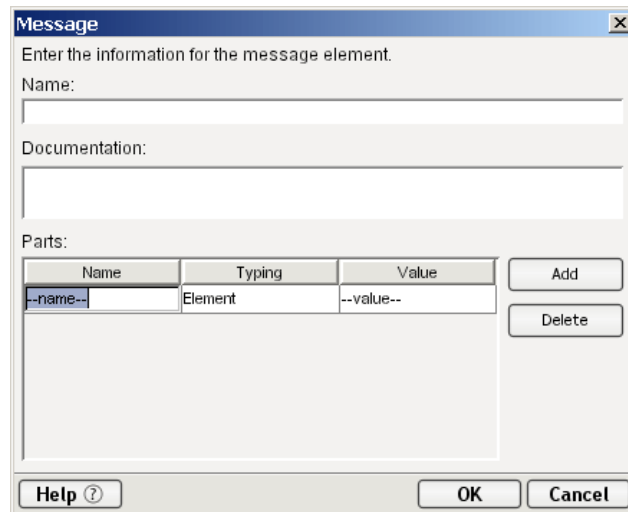 Message
Enter the information for the message element.
Name:
Documentation:
Parts:
Name Typing Value
--name-- Element --value--
Add
Delete
Help ?
OK
Cancel